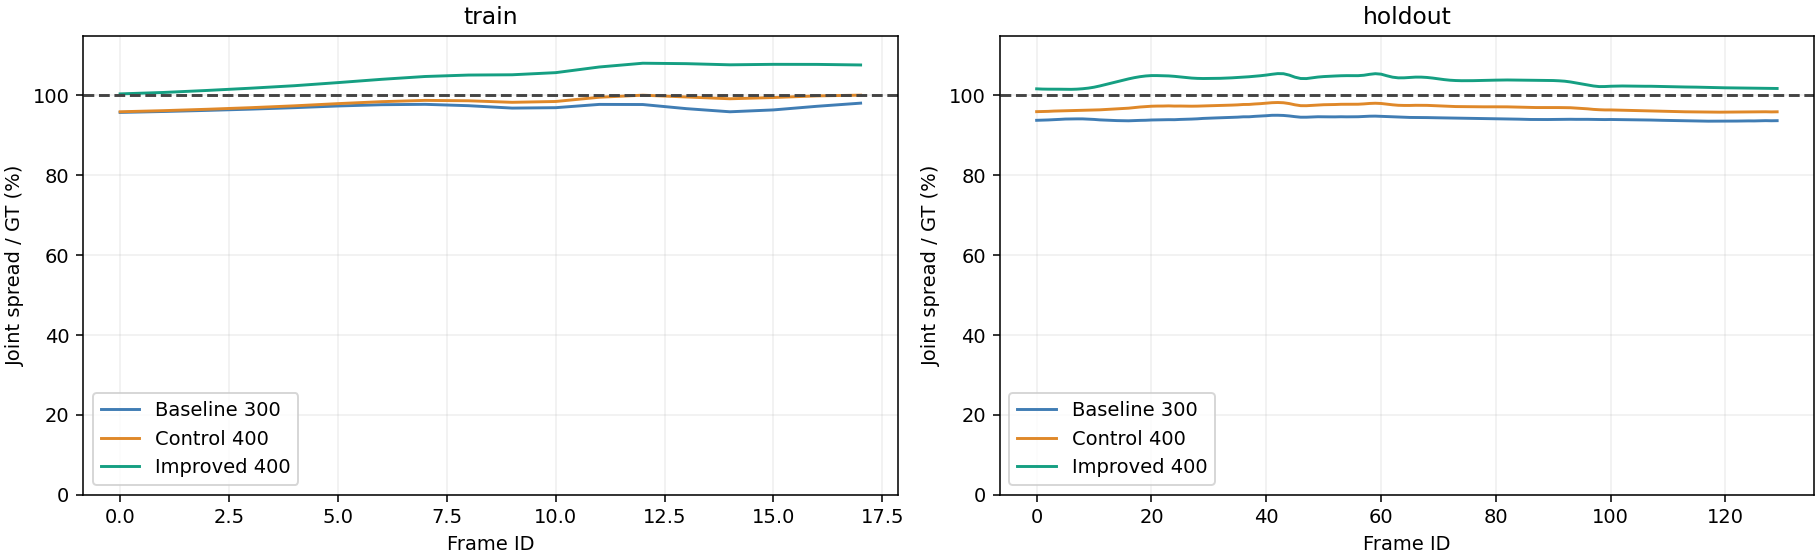 train
Joint spread / GT (%)
100
80
60
40
20
0
Baseline 300
Control 400
Improved 400
0.0 2.5 5.0 7.5 10.0 12.5 15.0 17.5
Frame ID
holdout
Joint spread / GT (%)
100
80
60
40
20
0
Baseline 300
Control 400
Improved 400
0 20 40 60 80 100 120
Frame ID